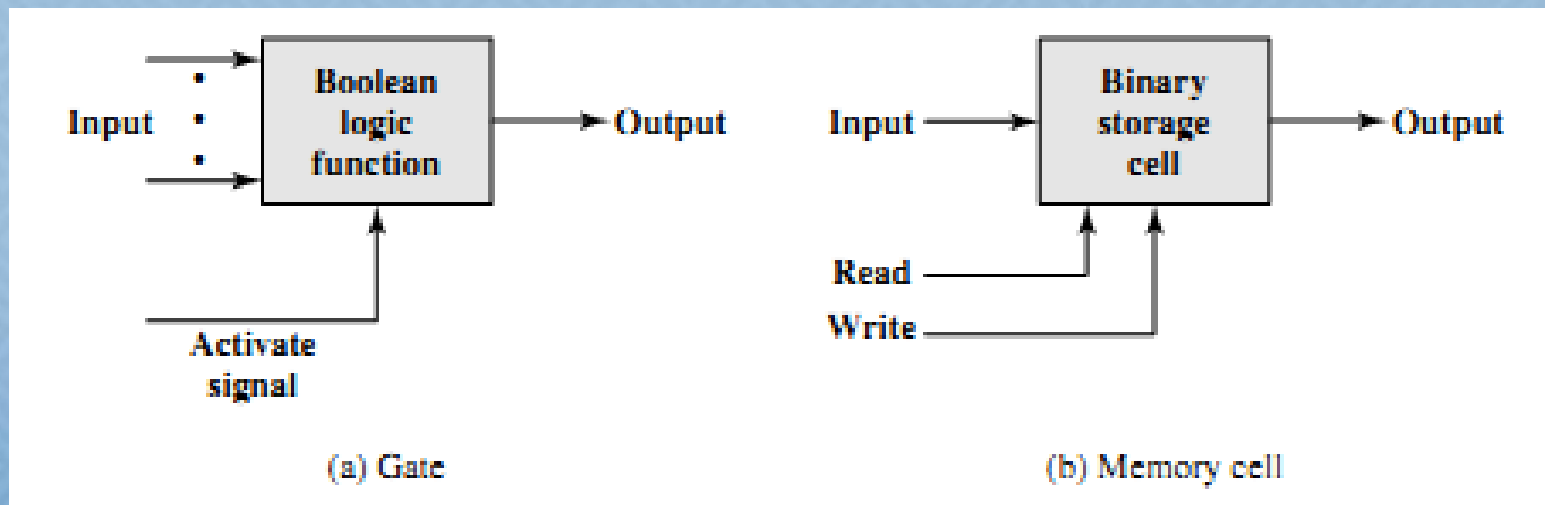 Boolean
logic
function
Input
Output
Activate
signal
(a) Gate
Binary
storage
cell
Input
Output
Read
Write
(b) Memory cell